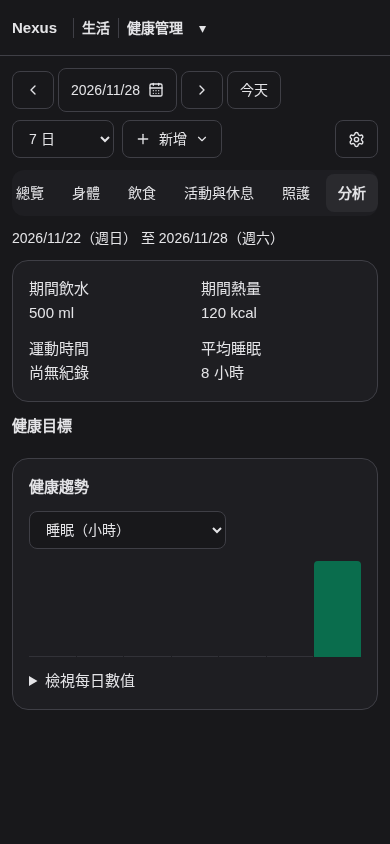 Nexus 生活 健康管理 ▼
2026/11/28 今天
7 日 新增
總覽 身體 飲食 活動與休息 照護 分析
2026/11/22（週日） 至 2026/11/28（週六）
期間飲水 期間熱量
500 ml 120 kcal
運動時間 平均睡眠
尚無紀錄 8 小時
健康目標
健康趨勢
睡眠（小時）
▶ 檢視每日數值